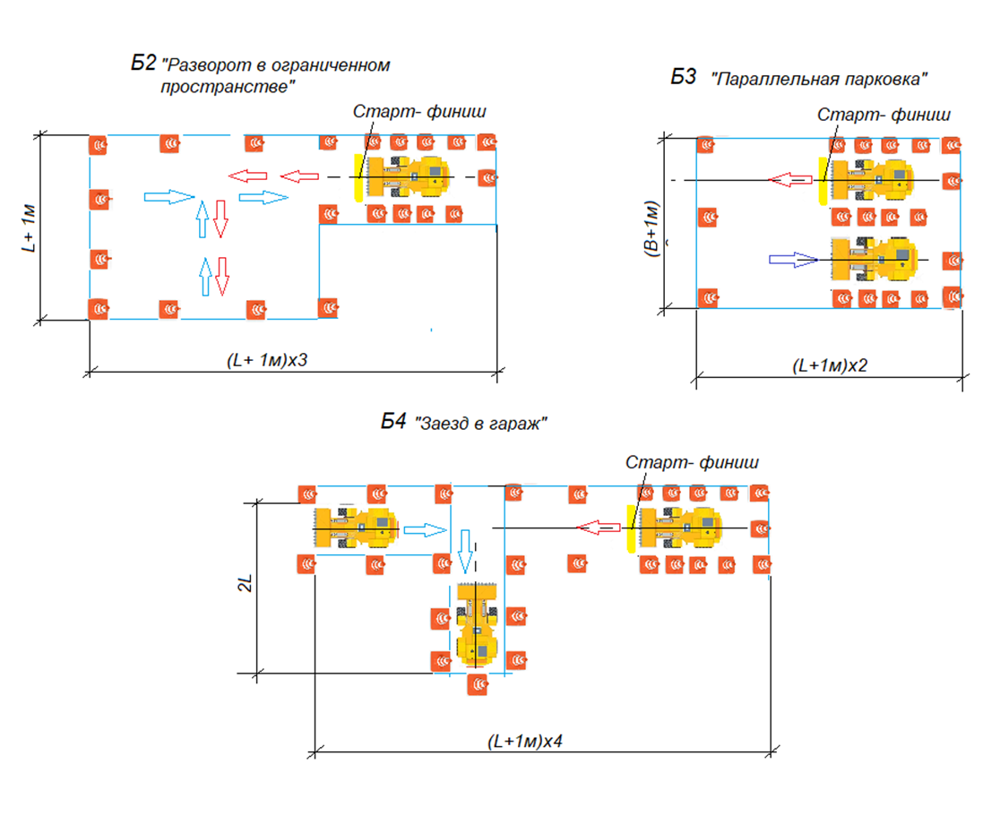 Б2 "Разворот в ограниченном
пространстве"
Старт- финиш
L+ 1м
(L+ 1м)х3
Б3 "Параллельная парковка"
Старт- финиш
(B+1м)
(L+1м)х2
Б4 "Заезд в гараж"
Старт- финиш
2L
(L+1м)х4